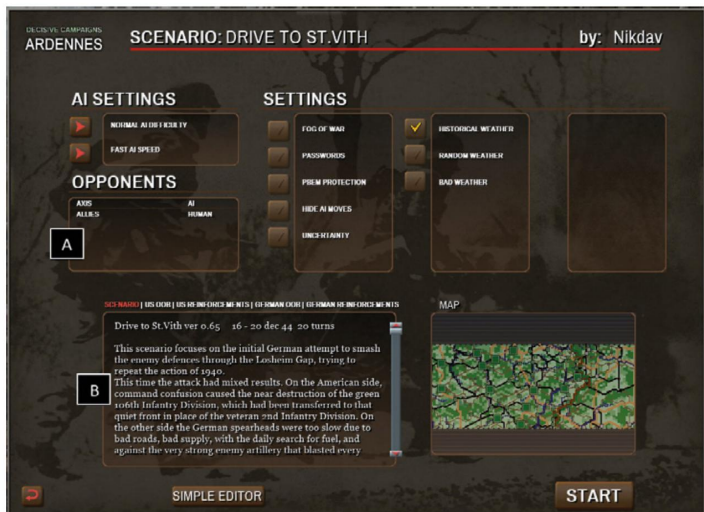 DECISIVE CAMPAIGNS
ARDENNES
SCENARIO: DRIVE TO ST.VITH
by: Nikdav
AI SETTINGS
NORMAL AI DIFFICULTY
FAST AI SPEED
OPPONENTS
AXIS AI
ALLIES HUMAN
A
SETTINGS
FOG OF WAR
PASSWORDS
PBEM PROTECTION
HIDE AI MOVES
UNCERTAINTY
HISTORICAL WEATHER
RANDOM WEATHER
BAD WEATHER
SCENARIO | US OOB | US REINFORCEMENTS | GERMAN OOB | GERMAN REINFORCEMENTS
Drive to St.Vith ver 0.65 16 - 20 dec 44 20 turns
This scenario focuses on the initial German attempt to smash
the enemy defences through the Losheim Gap, trying to
repeat the action of 1940.
This time the attack had mixed results. On the American side,
command confusion caused the near destruction of the green
106th Infantry Division, which had been transferred to that
quiet front in place of the veteran 2nd Infantry Division. On
the other side the German spearheads were too slow due to
bad roads, bad supply, with the daily search for fuel, and
against the very strong enemy artillery that blasted every
B
MAP
SIMPLE EDITOR
START